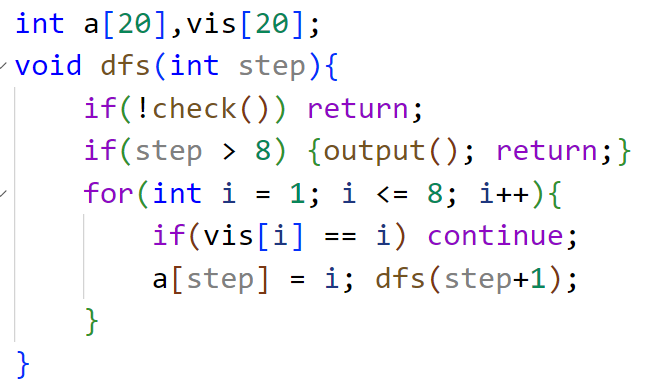 int a[20],vis[20];
void dfs(int step){
    if(!check()) return;
    if(step > 8) {output(); return;}
    for(int i = 1; i <= 8; i++){
        if(vis[i] == i) continue;
        a[step] = i; dfs(step+1);
    }
}